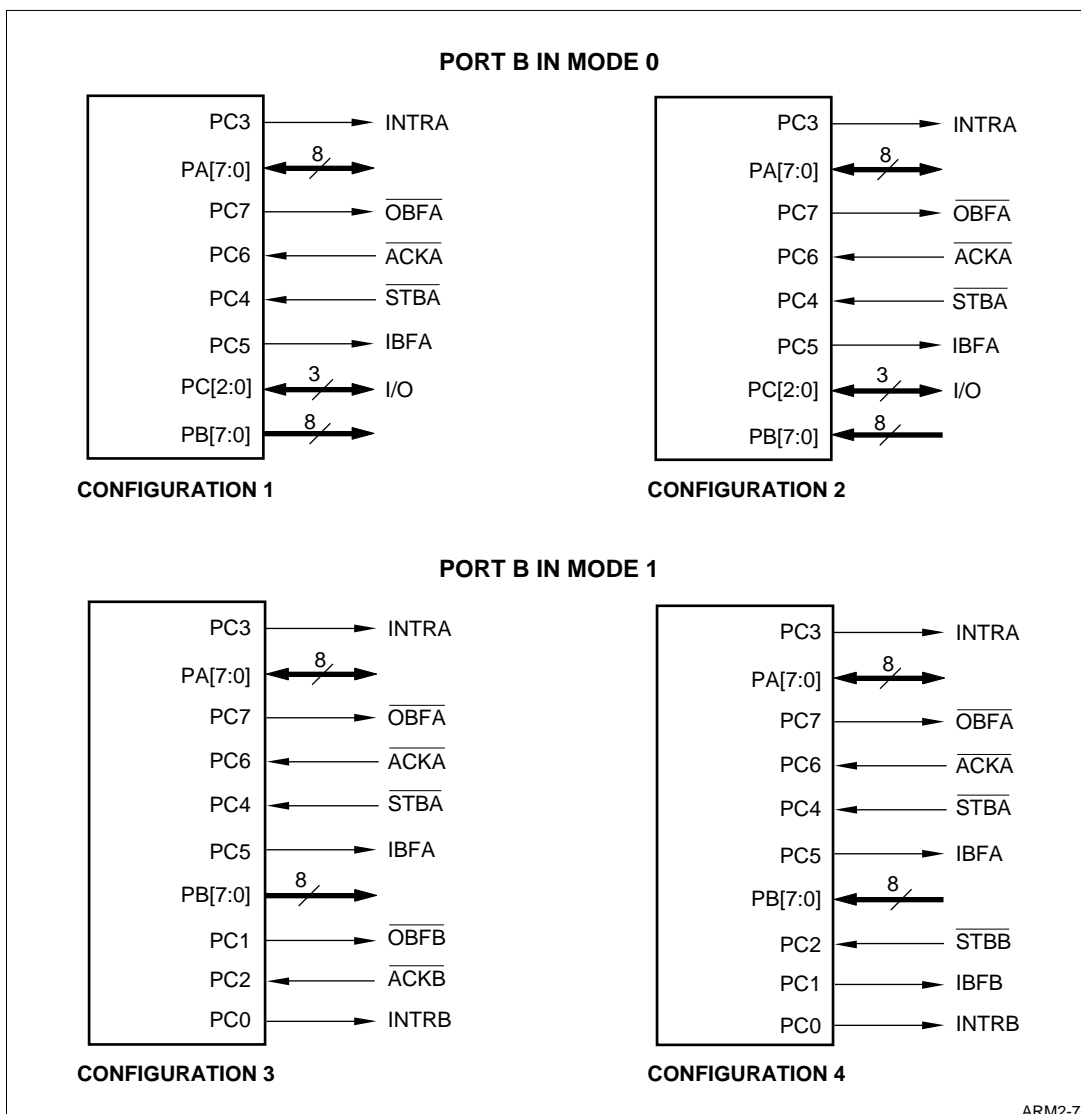 PORT B IN MODE 0
PC3 INTRA
8
PA[7:0]
PC7 OBFA
PC6 ACKA
PC4 STBA
PC5 IBFA
3
PC[2:0] I/O
8
PB[7:0]
CONFIGURATION 1
PC3 INTRA
8
PA[7:0]
PC7 OBFA
PC6 ACKA
PC4 STBA
PC5 IBFA
3
PC[2:0] I/O
8
PB[7:0]
CONFIGURATION 2
PORT B IN MODE 1
PC3 INTRA
8
PA[7:0]
PC7 OBFA
PC6 ACKA
PC4 STBA
PC5 IBFA
8
PB[7:0]
PC1 OBFB
PC2 ACKB
PC0 INTRB
CONFIGURATION 3
PC3 INTRA
8
PA[7:0]
PC7 OBFA
PC6 ACKA
PC4 STBA
PC5 IBFA
8
PB[7:0]
PC2 STBB
PC1 IBFB
PC0 INTRB
CONFIGURATION 4
ARM2-7